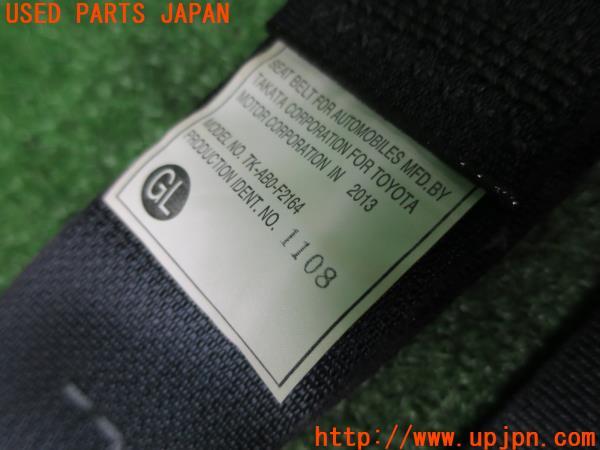 USED PARTS JAPAN
SEAT BELT FOR AUTOMOBILES MFD.BY
TAKATA CORPORATION FOR TOYOTA
MOTOR CORPORATION IN 2013
MODEL NO. TK-AB0-F2164
PRODUCTION IDENT. NO. 1108
GL
http://www.upjpn.com/